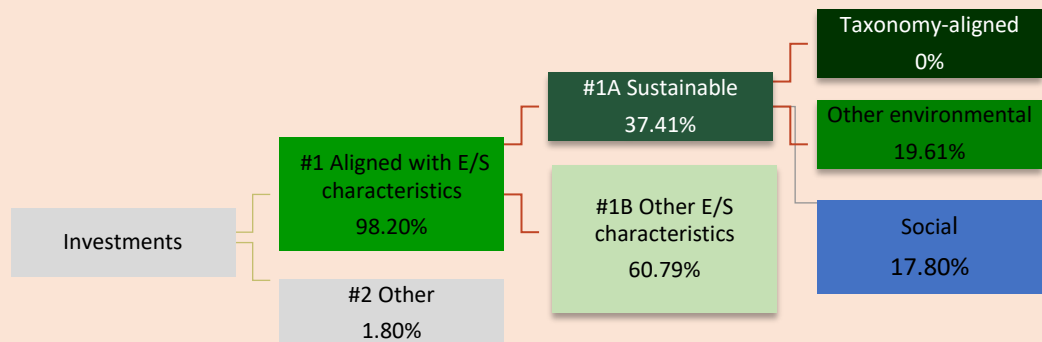 Investments
#1 Aligned with E/S
characteristics
98.20%
#2 Other
1.80%
#1A Sustainable
37.41%
#1B Other E/S
characteristics
60.79%
Taxonomy-aligned
0%
Other environmental
19.61%
Social
17.80%